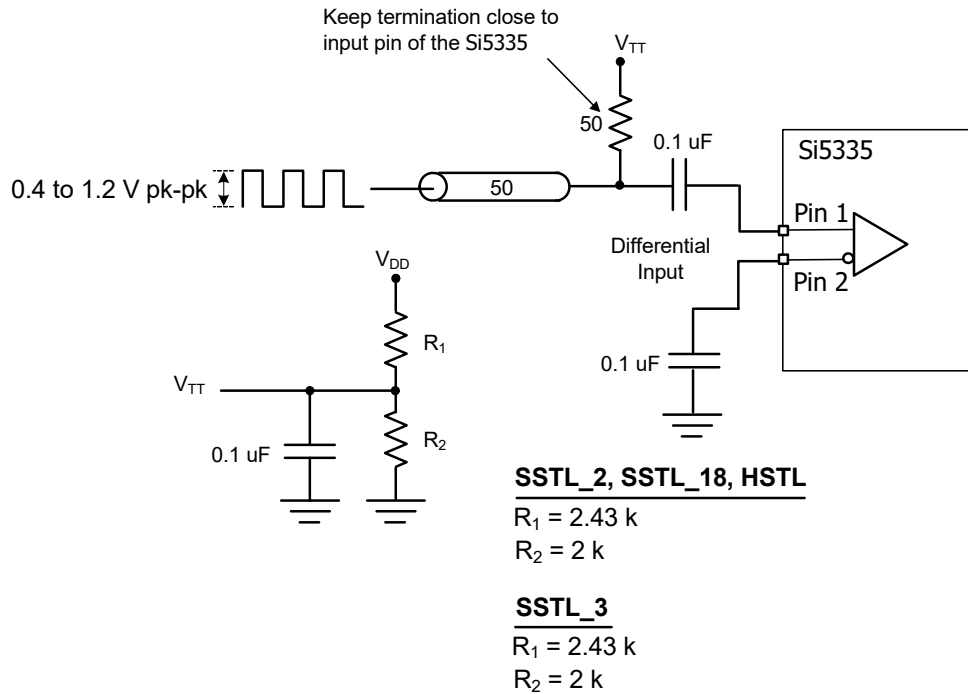 Keep termination close to
input pin of the Si5335
V_TT
50
0.1 uF
Si5335
0.4 to 1.2 V pk-pk
50
Pin 1
Differential
Input
Pin 2
V_DD
R_1
0.1 uF
V_TT
R_2
0.1 uF
SSTL_2, SSTL_18, HSTL
R_1 = 2.43 k
R_2 = 2 k
SSTL_3
R_1 = 2.43 k
R_2 = 2 k